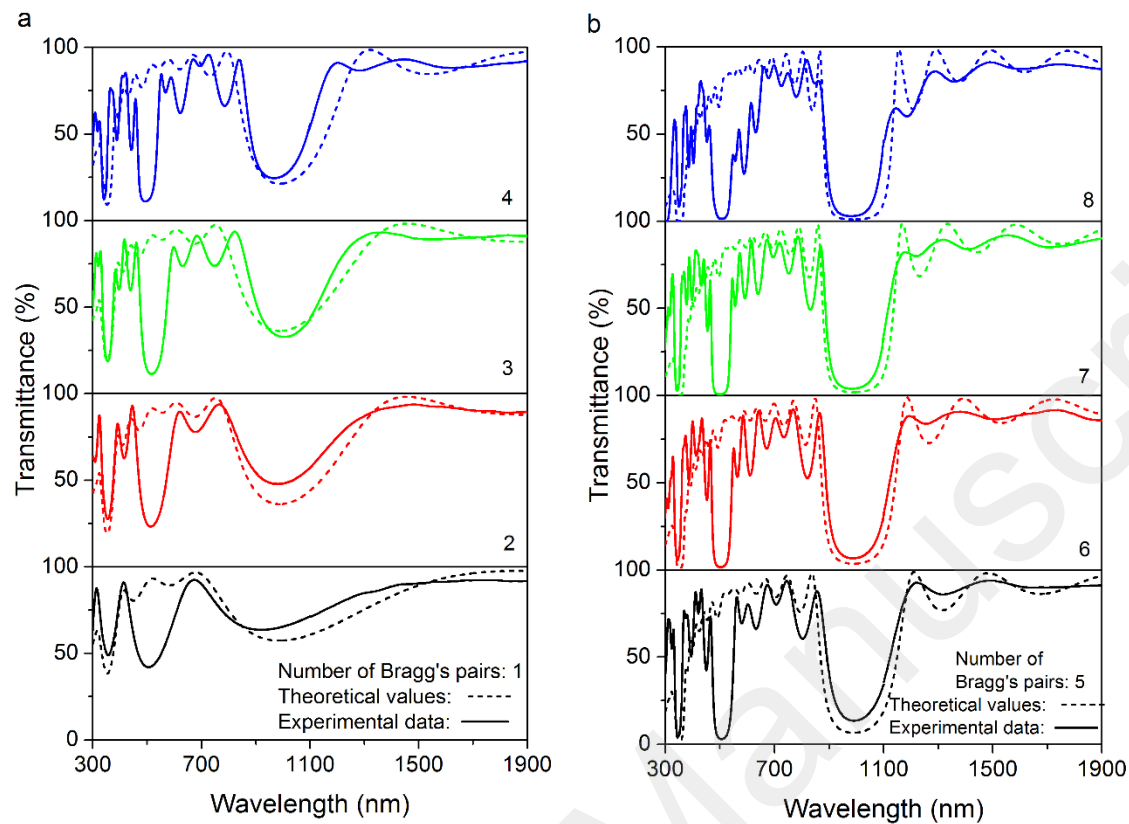 a
100
50
4
100
50
3
100
50
2
100
50
0
Number of Bragg's pairs: 1
Theoretical values:
Experimental data:
300 700 1100 1500 1900
Wavelength (nm)
Transmittance (%)
b
100
50
8
100
50
7
100
50
6
100
50
0
Number of
Bragg's pairs: 5
Theoretical values:
Experimental data:
300 700 1100 1500 1900
Wavelength (nm)
Transmittance (%)
Manuscri